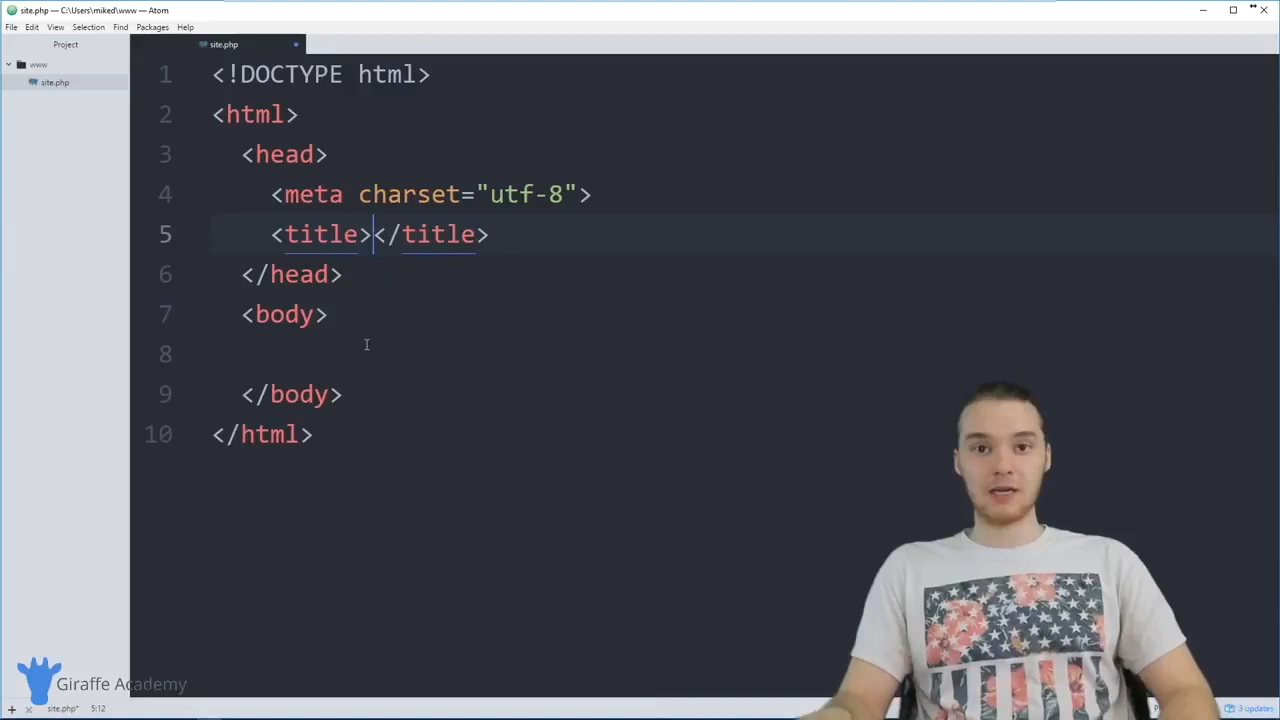 site.php — C:\Users\miked\www — Atom
File Edit View Selection Find Packages Help
Project
site.php
www
site.php
1 <!DOCTYPE html>
2 <html>
3 <head>
4 <meta charset="utf-8">
5 <title></title>
6 </head>
7 <body>
8
9 </body>
10 </html>
Giraffe Academy
site.php* 5:12
3 updates